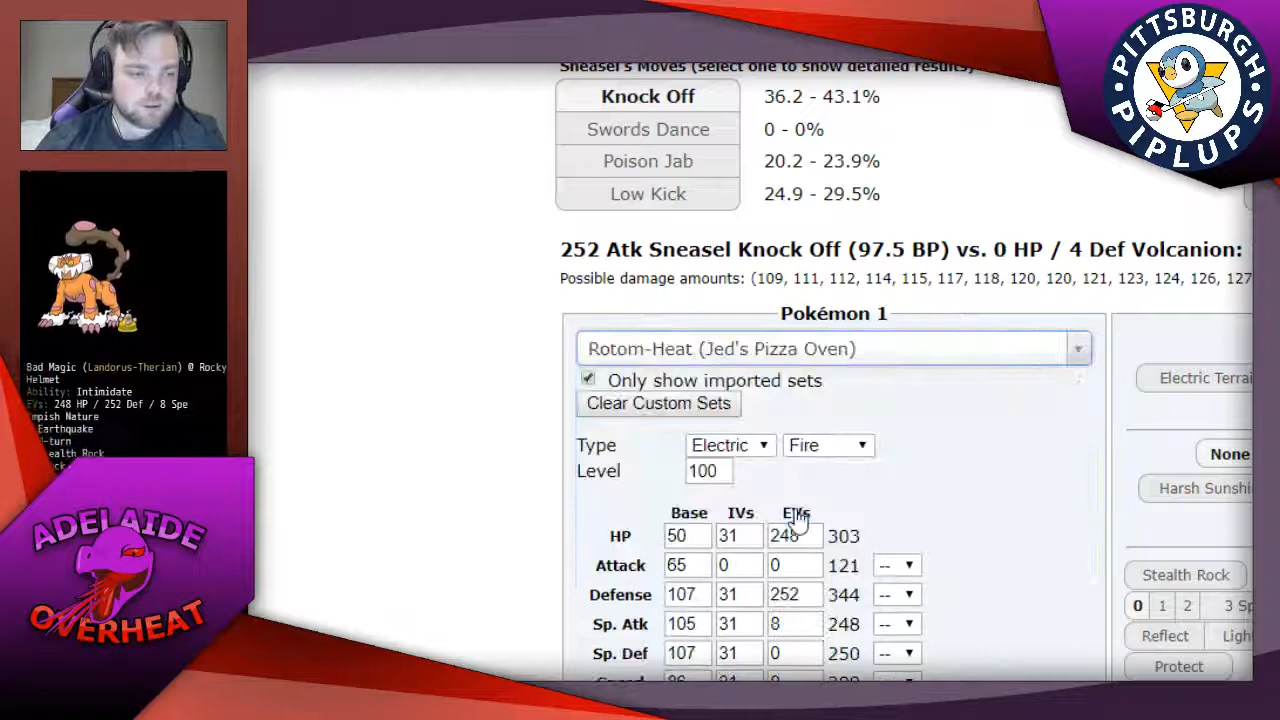 PITTSBURGH
PIPLUPS
Sneasel's Moves (select one to show detailed results)
Knock Off 36.2 - 43.1%
Swords Dance 0 - 0%
Poison Jab 20.2 - 23.9%
Low Kick 24.9 - 29.5%
252 Atk Sneasel Knock Off (97.5 BP) vs. 0 HP / 4 Def Volcanion:
Possible damage amounts: (109, 111, 112, 114, 115, 117, 118, 120, 120, 121, 123, 124, 126, 127
Pokémon 1
Rotom-Heat (Jed's Pizza Oven)
Only show imported sets
Clear Custom Sets
Type Electric Fire
Level 100
Base IVs EVs
HP 50 31 248 303
Attack 65 0 0 121 --
Defense 107 31 252 344 --
Sp. Atk 105 31 8 248 --
Sp. Def 107 31 0 250 --
Electric Terrai
None
Harsh Sunshi
Stealth Rock
0 1 2 3 Sp
Reflect Ligh
Protect
Bad Magic (Landorus-Therian) @ Rocky
Helmet
Ability: Intimidate
EVs: 248 HP / 252 Def / 8 Spe
Impish Nature
Earthquake
-turn
ealth Rock
ADELAIDE
OVERHEAT